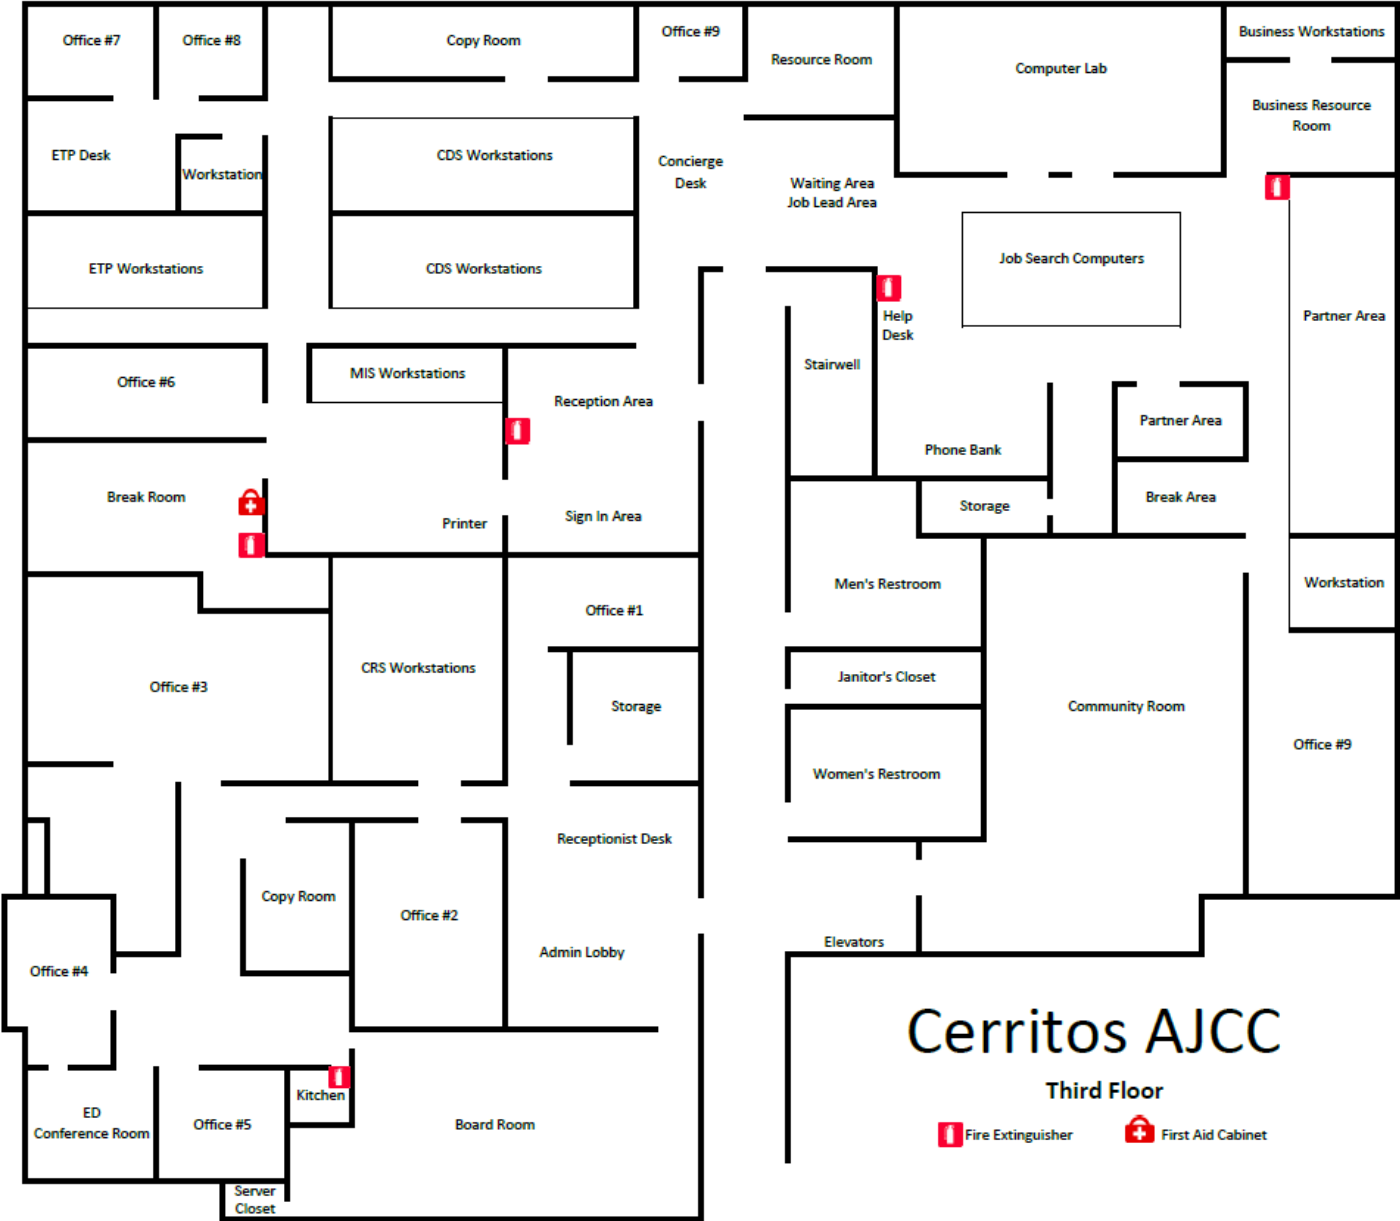 Office #7
Office #8
Copy Room
Office #9
Resource Room
Computer Lab
Business Workstations
Business Resource
Room
ETP Desk
Workstation
CDS Workstations
Concierge
Desk
Waiting Area
Job Lead Area
ETP Workstations
CDS Workstations
Job Search Computers
Help
Desk
Partner Area
Stairwell
Office #6
MIS Workstations
Reception Area
Partner Area
Phone Bank
Break Room
Break Area
Storage
Printer
Sign In Area
Men's Restroom
Workstation
Office #1
CRS Workstations
Janitor's Closet
Office #3
Storage
Community Room
Office #9
Women's Restroom
Receptionist Desk
Copy Room
Office #2
Elevators
Admin Lobby
Office #4
Cerritos AJCC
Third Floor
Kitchen
ED
Conference Room
Office #5
Board Room
Fire Extinguisher
First Aid Cabinet
Server
Closet